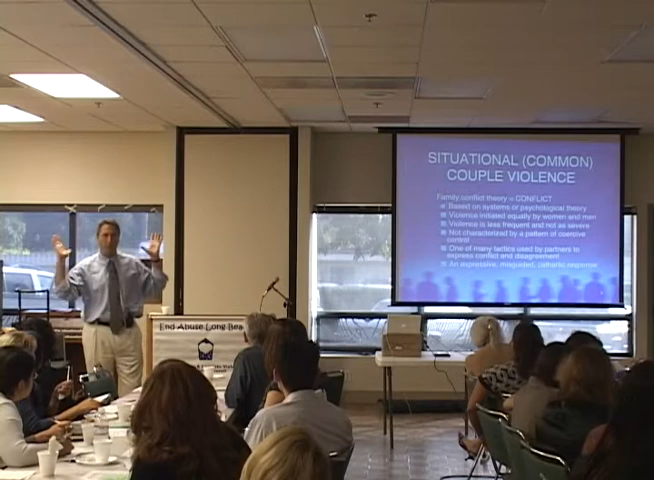 SITUATIONAL (COMMON)
COUPLE VIOLENCE
Family conflict theory = CONFLICT
Based on systems or psychological theory
Violence initiated equally by women and men
Violence is less frequent and not as severe
Not characterized by a pattern of coercive
control
One of many tactics used by partners to
express conflict and disagreement
An expressive, misguided, cathartic response
End Abuse Long Bea